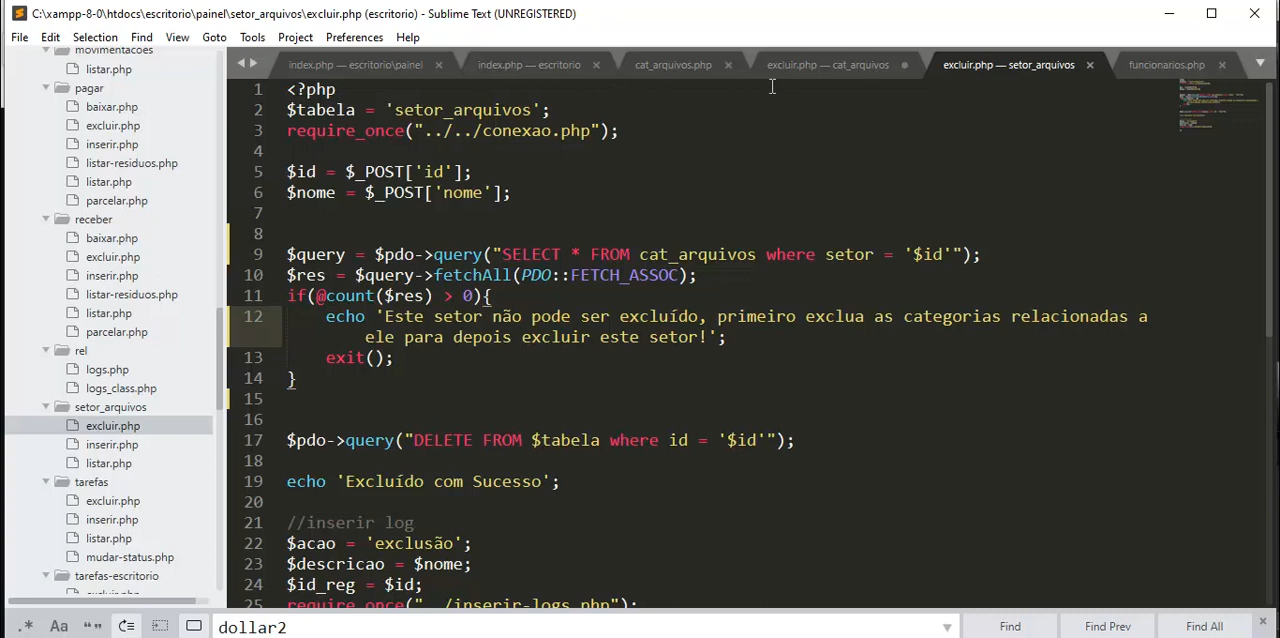 C:\xampp-8-0\htdocs\escritorio\painel\setor_arquivos\excluir.php (escritorio) - Sublime Text (UNREGISTERED)
File Edit Selection Find View Goto Tools Project Preferences Help
index.php — escritorio\painel
index.php — escritorio
cat_arquivos.php
excluir.php — cat_arquivos
excluir.php — setor_arquivos
funcionarios.php
movimentacoes
listar.php
pagar
baixar.php
excluir.php
inserir.php
listar-residuos.php
listar.php
parcelar.php
receber
baixar.php
excluir.php
inserir.php
listar-residuos.php
listar.php
parcelar.php
rel
logs.php
logs_class.php
setor_arquivos
excluir.php
inserir.php
listar.php
tarefas
excluir.php
inserir.php
listar.php
mudar-status.php
tarefas-escritorio
excluir.php
1 <?php
2 $tabela = 'setor_arquivos';
3 require_once("../../conexao.php");
4
5 $id = $_POST['id'];
6 $nome = $_POST['nome'];
7
8
9 $query = $pdo->query("SELECT * FROM cat_arquivos where setor = '$id'");
10 $res = $query->fetchAll(PDO::FETCH_ASSOC);
11 if(@count($res) > 0){
12 echo 'Este setor não pode ser excluído, primeiro exclua as categorias relacionadas a
ele para depois excluir este setor!';
13 exit();
14 }
15
16
17 $pdo->query("DELETE FROM $tabela where id = '$id'");
18
19 echo 'Excluído com Sucesso';
20
21 //inserir log
22 $acao = 'exclusão';
23 $descricao = $nome;
24 $id_reg = $id;
25 require_once("../inserir-logs.php");
.* Aa “” dollar2 Find Find Prev Find All